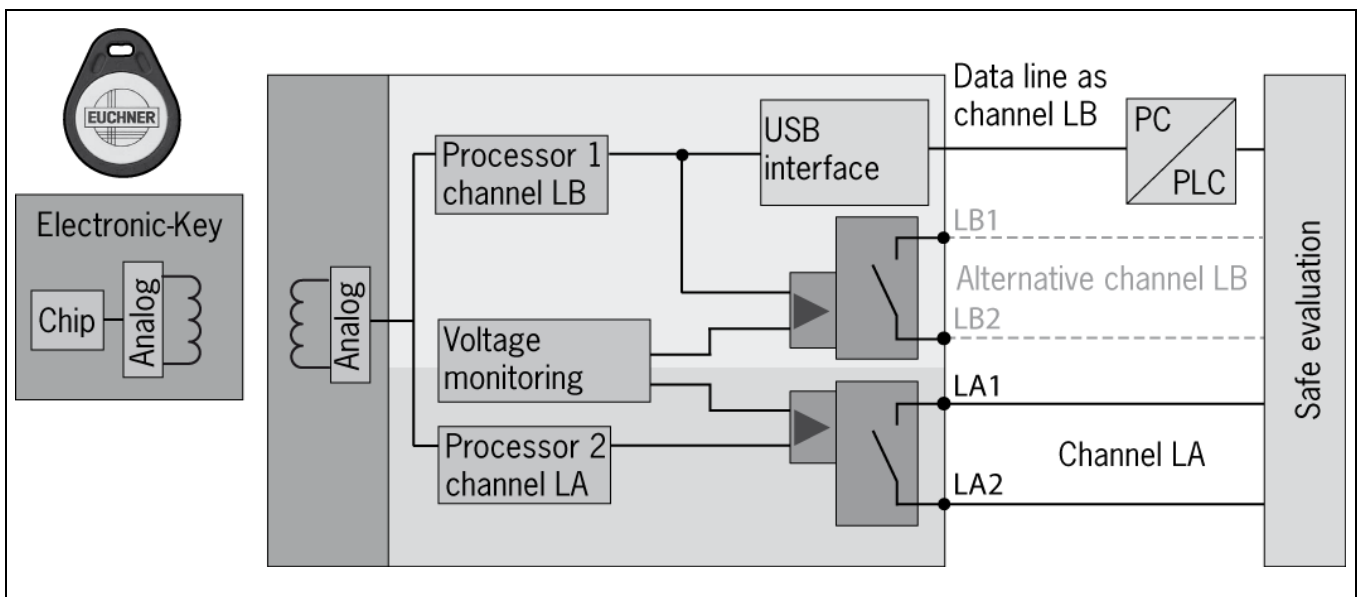 EUCHNER
Electronic-Key
Chip
Analog
Analog
Processor 1
channel LB
USB
interface
Voltage
monitoring
Processor 2
channel LA
Data line as
channel LB
PC
PLC
LB1
Alternative channel LB
LB2
LA1
Channel LA
LA2
Safe evaluation